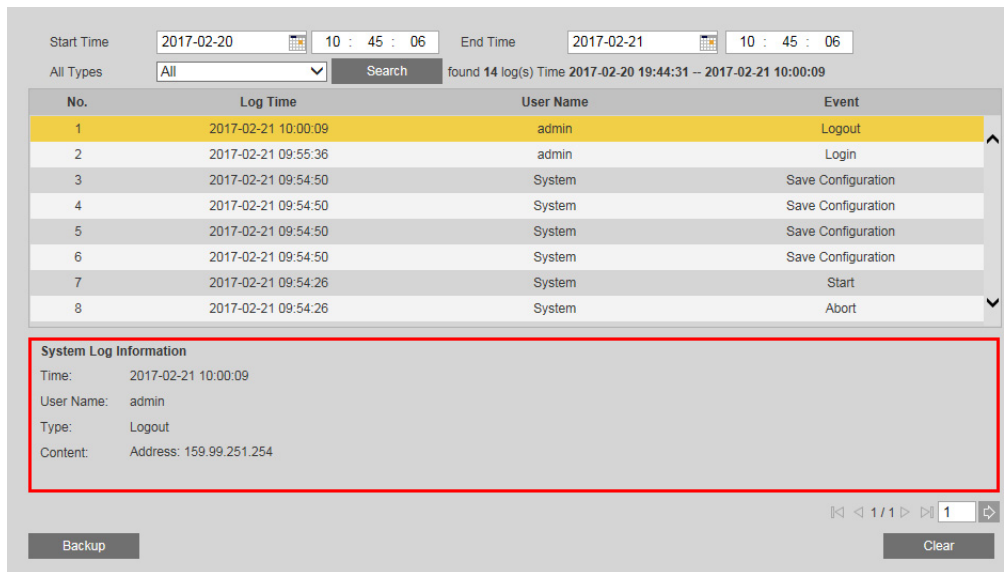 Start Time 2017-02-20 10 : 45 : 06 End Time 2017-02-21 10 : 45 : 06
All Types All Search found 14 log(s) Time 2017-02-20 19:44:31 -- 2017-02-21 10:00:09
No. Log Time User Name Event
1 2017-02-21 10:00:09 admin Logout
2 2017-02-21 09:55:36 admin Login
3 2017-02-21 09:54:50 System Save Configuration
4 2017-02-21 09:54:50 System Save Configuration
5 2017-02-21 09:54:50 System Save Configuration
6 2017-02-21 09:54:50 System Save Configuration
7 2017-02-21 09:54:26 System Start
8 2017-02-21 09:54:26 System Abort
System Log Information
Time: 2017-02-21 10:00:09
User Name: admin
Type: Logout
Content: Address: 159.99.251.254
1 / 1 1
Backup Clear